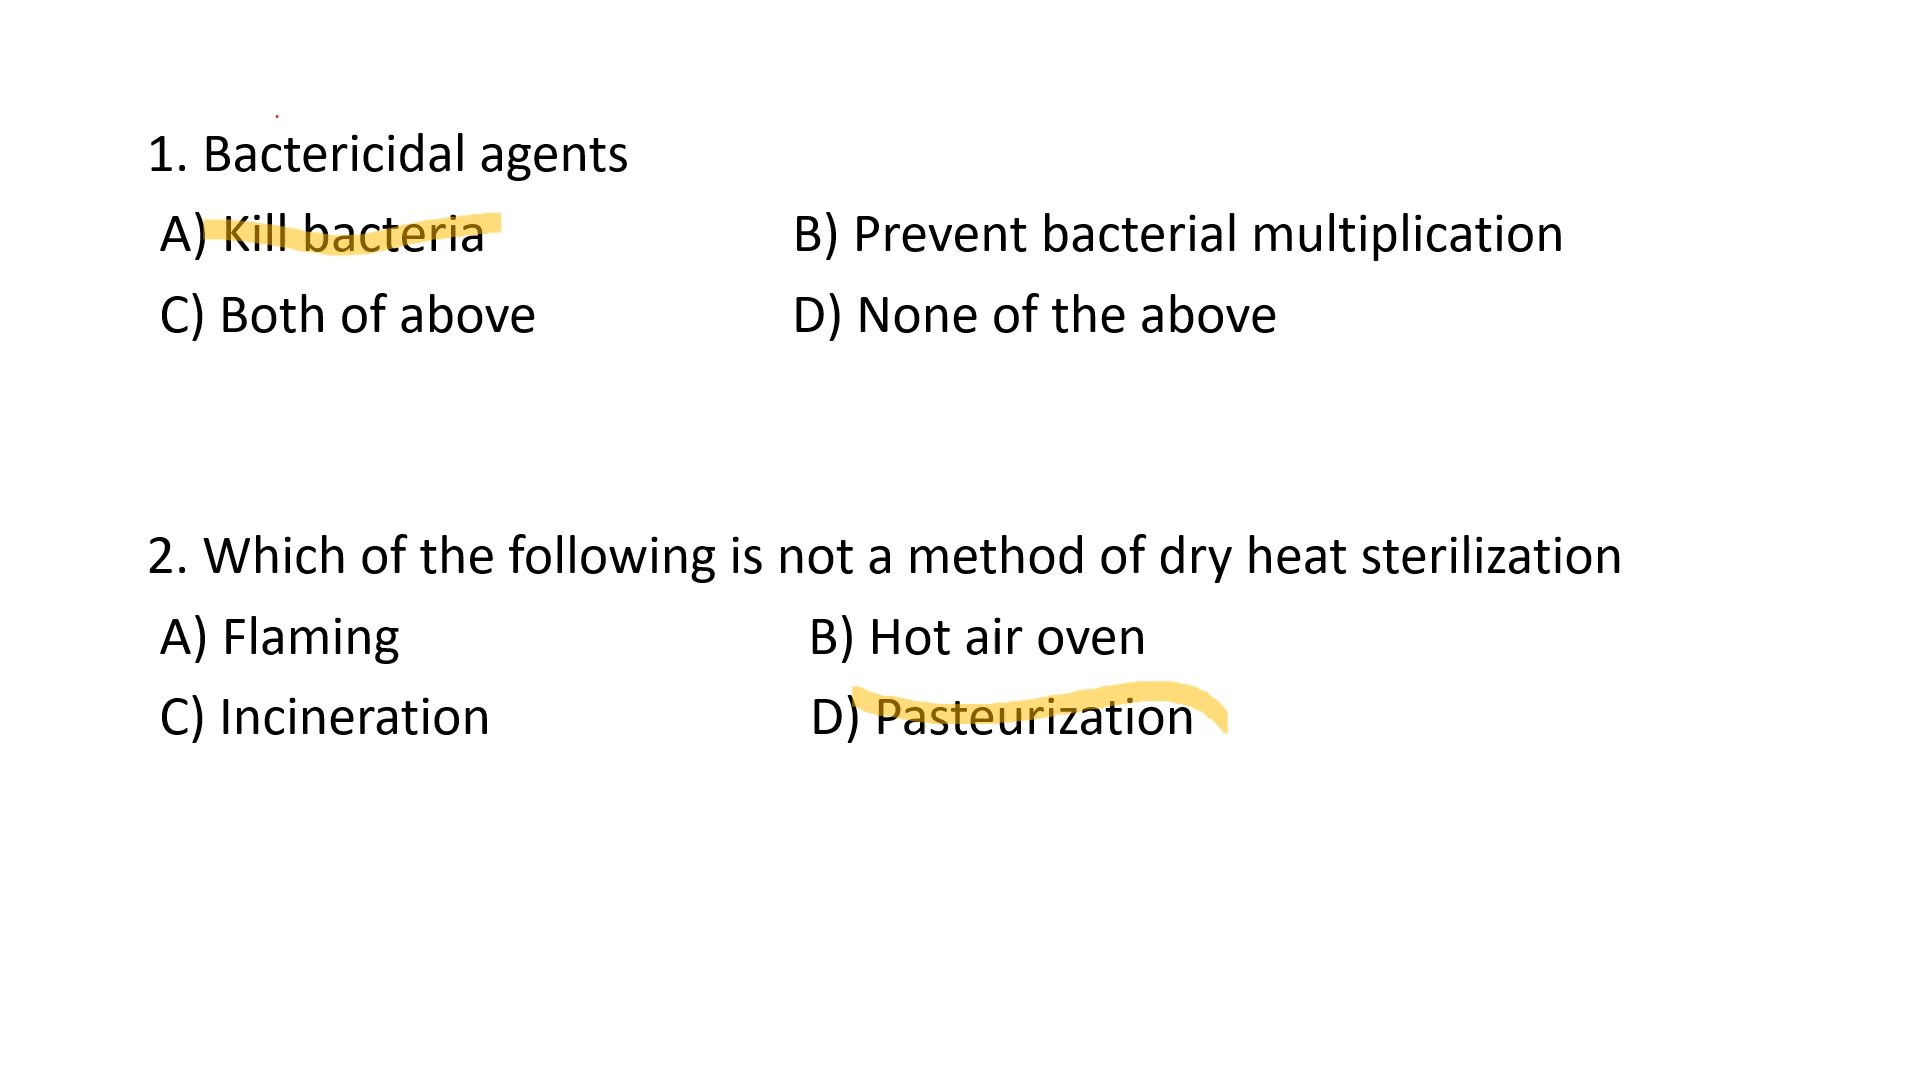 1. Bactericidal agents
A) Kill bacteria B) Prevent bacterial multiplication
C) Both of above D) None of the above
2. Which of the following is not a method of dry heat sterilization
A) Flaming B) Hot air oven
C) Incineration D) Pasteurization